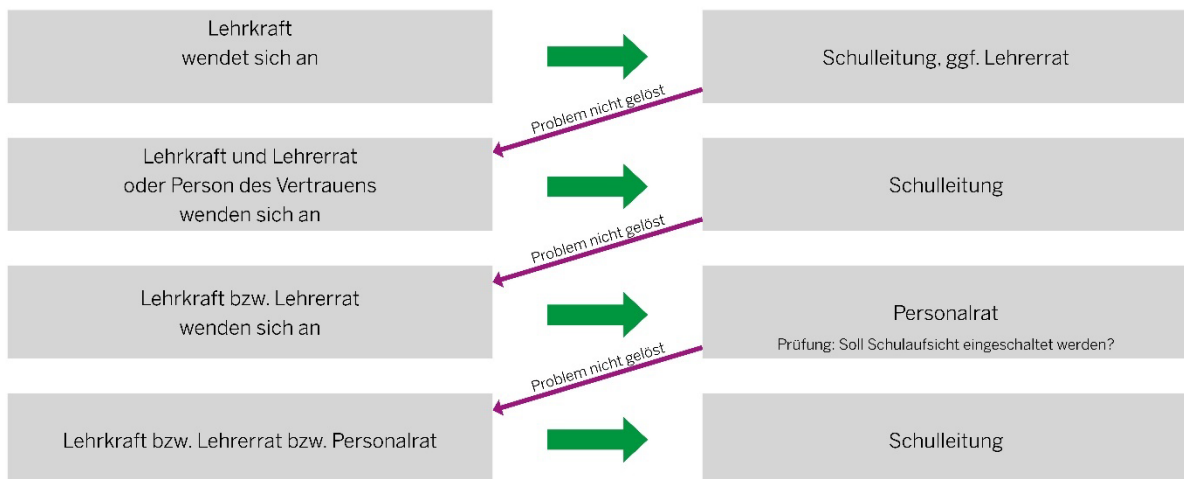 Lehrkraft
wendet sich an
Schulleitung, ggf. Lehrerrat
Problem nicht gelöst
Lehrkraft und Lehrerrat
oder Person des Vertrauens
wenden sich an
Schulleitung
Problem nicht gelöst
Lehrkraft bzw. Lehrerrat
wenden sich an
Personalrat
Prüfung: Soll Schulaufsicht eingeschaltet werden?
Problem nicht gelöst
Lehrkraft bzw. Lehrerrat bzw. Personalrat
Schulleitung